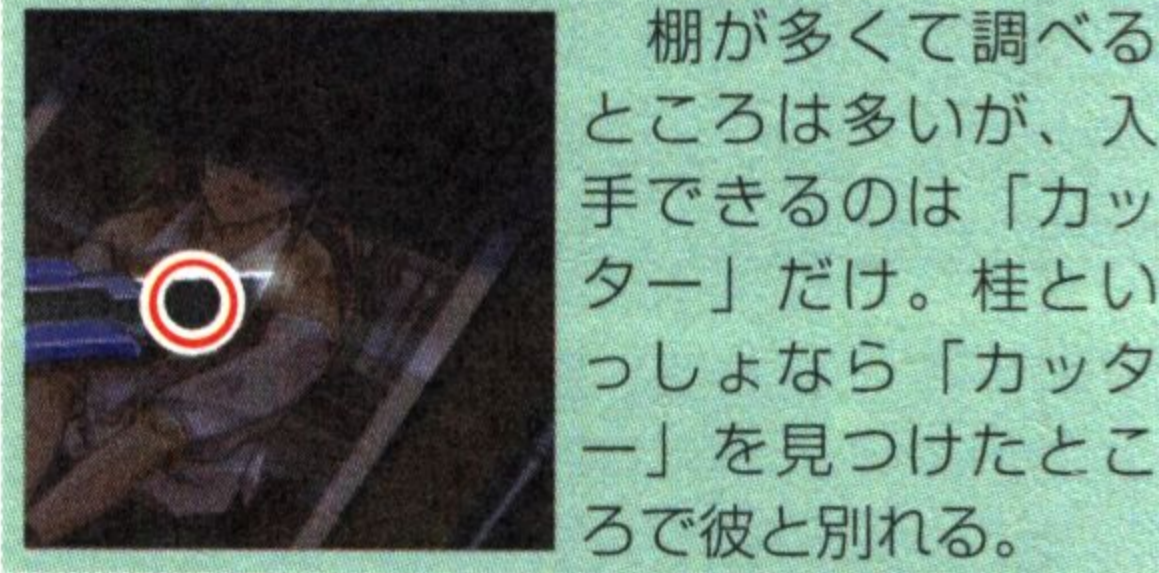 棚が多くて調べる
ところは多いが、入
手できるのは「カッ
ター」だけ。桂とい
っしょなら「カッタ
ー」を見つけたとこ
ろで彼と別れる。